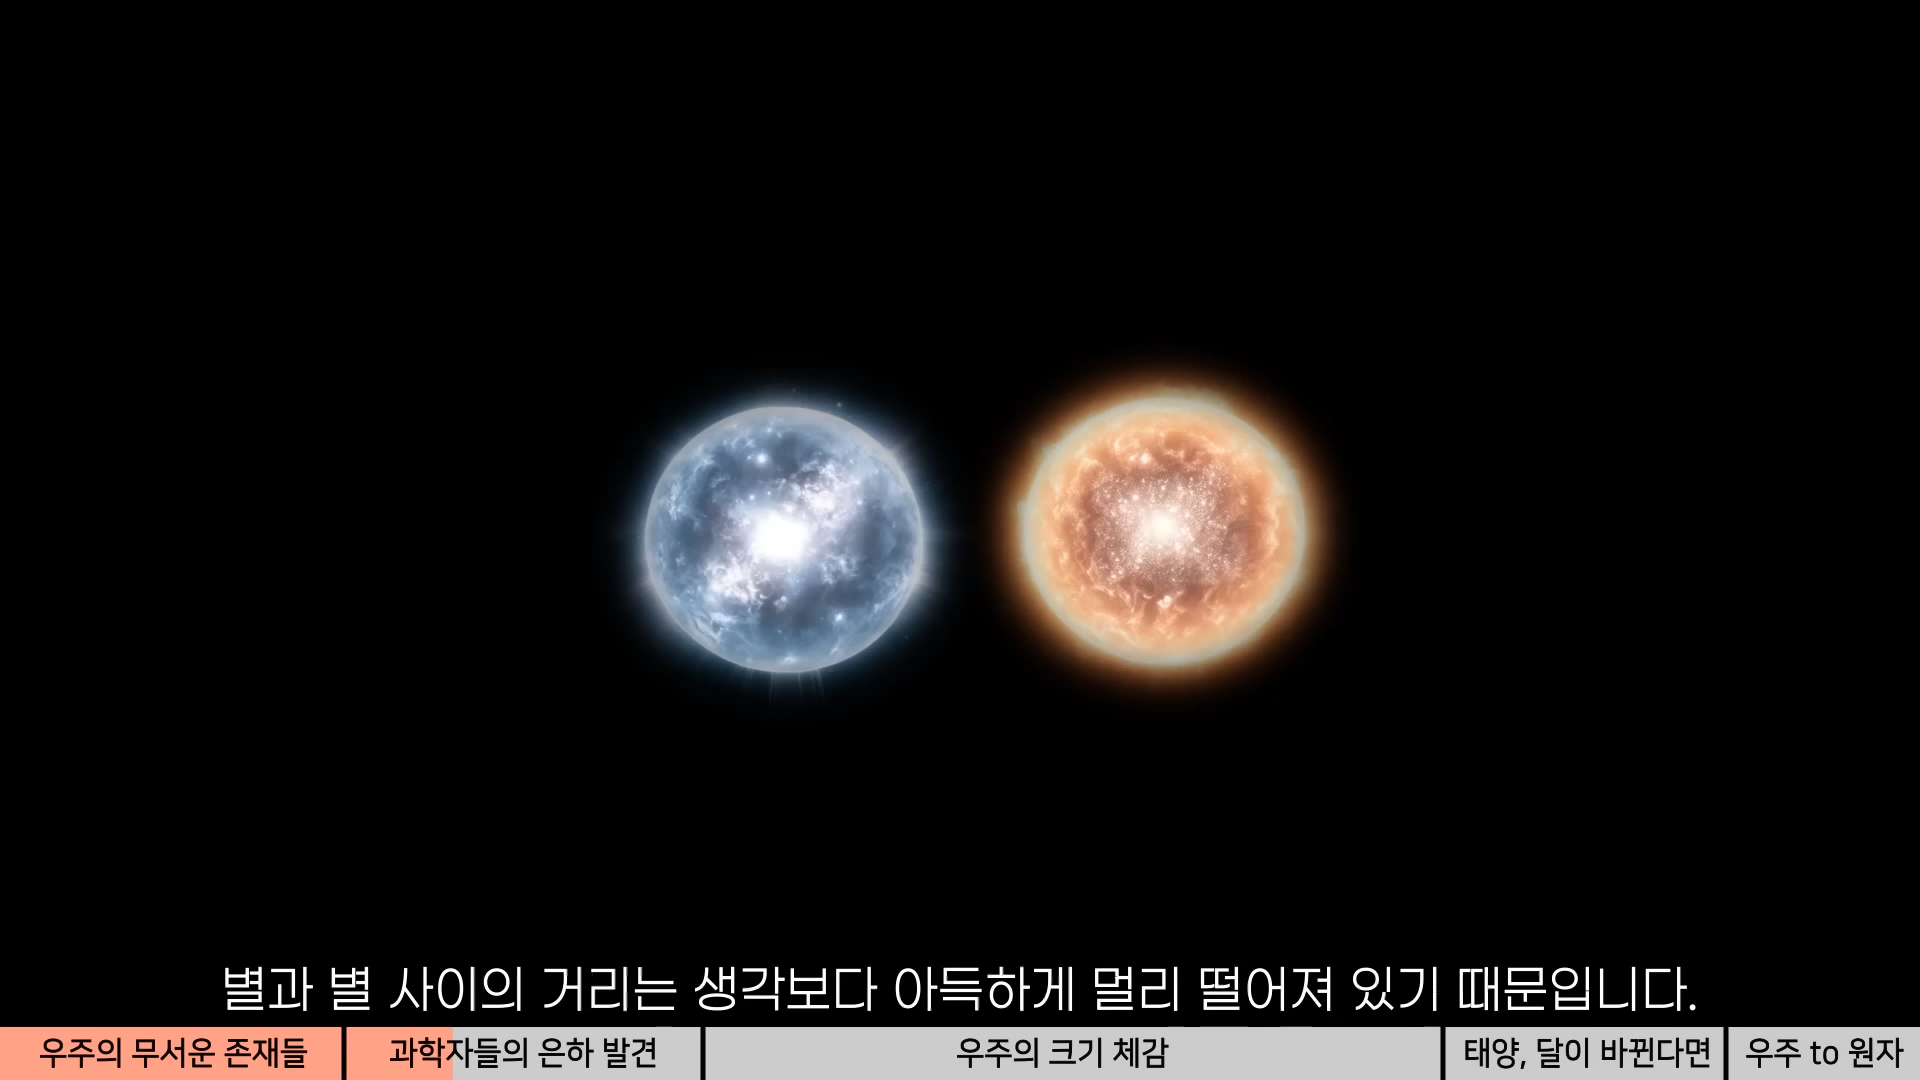 별과 별 사이의 거리는 생각보다 아득하게 멀리 떨어져 있기 때문입니다.
우주의 무서운 존재들 과학자들의 은하 발견 우주의 크기 체감 태양, 달이 바뀐다면 우주 to 원자